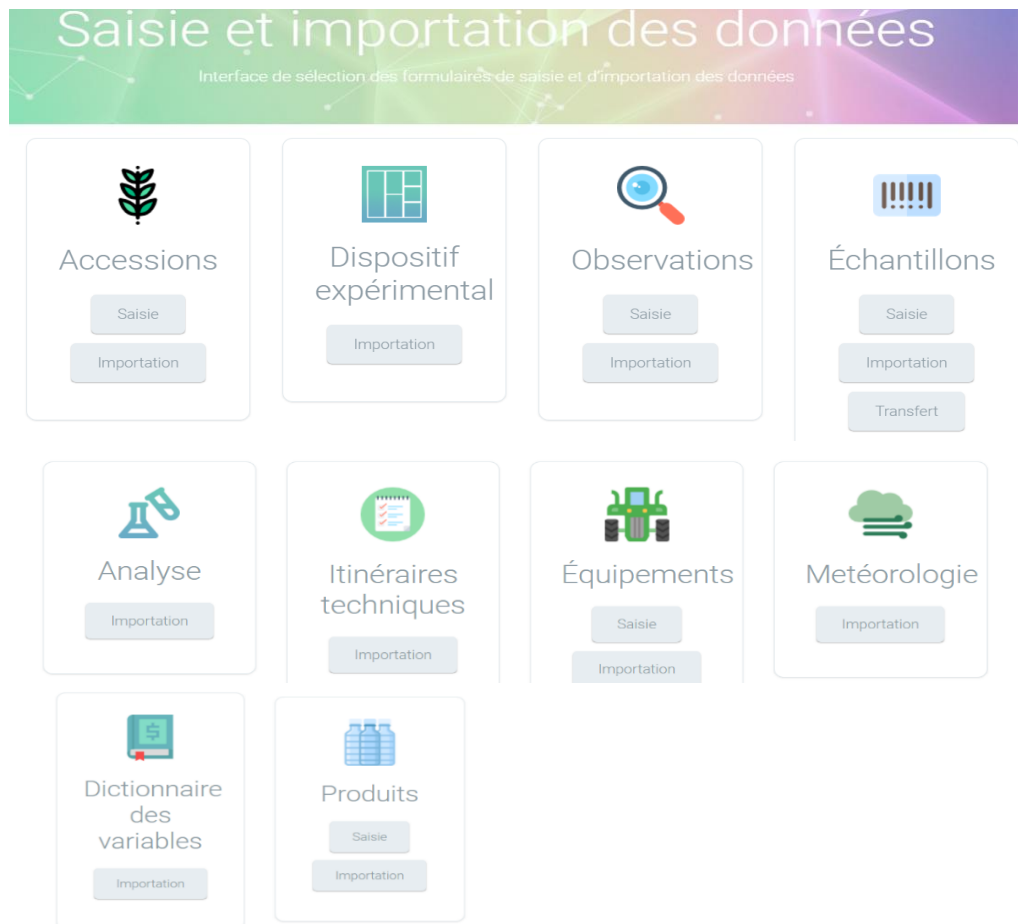 Saisie et importation des données
Interface de sélection des formulaires de saisie et d'importation des données
Accessions
Saisie
Importation
Dispositif
expérimental
Importation
Observations
Saisie
Importation
Échantillons
Saisie
Importation
Transfert
Analyse
Importation
Itinéraires
techniques
Importation
Équipements
Saisie
Importation
Metéorologie
Importation
Dictionnaire
des
variables
Importation
Produits
Saisie
Importation